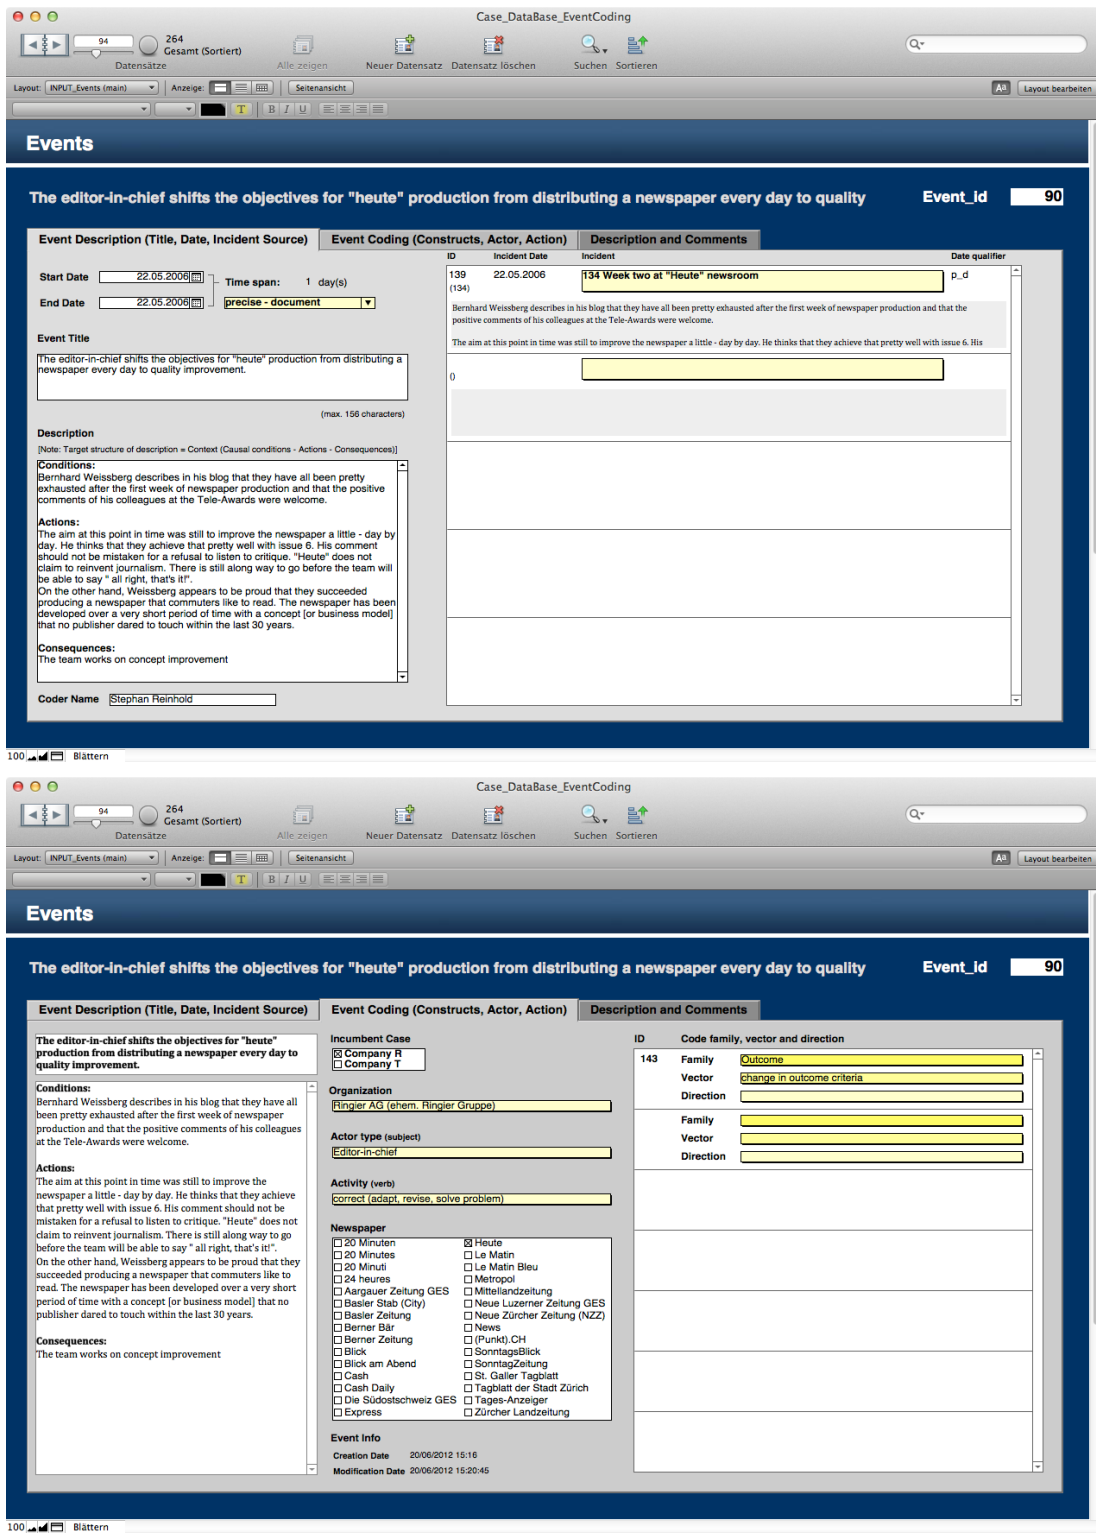 Case_DataBase_EventCoding
94
264
Gesamt (Sortiert)
Datensätze
Alle zeigen
Neuer Datensatz
Datensatz löschen
Suchen
Sortieren
Layout: INPUT_Events (main)
Anzeige:
Seitenansicht
Aa
Layout bearbeiten
T
B I U
Events
The editor-in-chief shifts the objectives for "heute" production from distributing a newspaper every day to quality
Event_id
90
Event Description (Title, Date, Incident Source)
Event Coding (Constructs, Actor, Action)
Description and Comments
Start Date
22.05.2006
Time span: 1 day(s)
End Date
22.05.2006
precise - document
Event Title
The editor-in-chief shifts the objectives for "heute" production from distributing a
newspaper every day to quality improvement.
(max. 156 characters)
Description
[Note: Target structure of description = Context (Causal conditions - Actions - Consequences)]
Conditions:
Bernhard Weissberg describes in his blog that they have all been pretty
exhausted after the first week of newspaper production and that the positive
comments of his colleagues at the Tele-Awards were welcome.
Actions:
The aim at this point in time was still to improve the newspaper a little - day by
day. He thinks that they achieve that pretty well with issue 6. His comment
should not be mistaken for a refusal to listen to critique. "Heute" does not
claim to reinvent journalism. There is still along way to go before the team will
be able to say " all right, that's it!".
On the other hand, Weissberg appears to be proud that they succeeded
producing a newspaper that commuters like to read. The newspaper has been
developed over a very short period of time with a concept [or business model]
that no publisher dared to touch within the last 30 years.
Consequences:
The team works on concept improvement
Coder Name
Stephan Reinhold
ID
Incident Date
Incident
Date qualifier
139
(134)
22.05.2006
134 Week two at "Heute" newsroom
p_d
Bernhard Weissberg describes in his blog that they have all been pretty exhausted after the first week of newspaper production and that the
positive comments of his colleagues at the Tele-Awards were welcome.
The aim at this point in time was still to improve the newspaper a little - day by day. He thinks that they achieve that pretty well with issue 6. His
()
100
Blättern
Case_DataBase_EventCoding
94
264
Gesamt (Sortiert)
Datensätze
Alle zeigen
Neuer Datensatz
Datensatz löschen
Suchen
Sortieren
Layout: INPUT_Events (main)
Anzeige:
Seitenansicht
Aa
Layout bearbeiten
T
B I U
Events
The editor-in-chief shifts the objectives for "heute" production from distributing a newspaper every day to quality
Event_id
90
Event Description (Title, Date, Incident Source)
Event Coding (Constructs, Actor, Action)
Description and Comments
The editor-in-chief shifts the objectives for "heute"
production from distributing a newspaper every day to
quality improvement.
Conditions:
Bernhard Weissberg describes in his blog that they have all
been pretty exhausted after the first week of newspaper
production and that the positive comments of his colleagues
at the Tele-Awards were welcome.
Actions:
The aim at this point in time was still to improve the
newspaper a little - day by day. He thinks that they achieve
that pretty well with issue 6. His comment should not be
mistaken for a refusal to listen to critique. "Heute" does not
claim to reinvent journalism. There is still along way to go
before the team will be able to say " all right, that's it!".
On the other hand, Weissberg appears to be proud that they
succeeded producing a newspaper that commuters like to
read. The newspaper has been developed over a very short
period of time with a concept [or business model] that no
publisher dared to touch within the last 30 years.
Consequences:
The team works on concept improvement
Incumbent Case
Company R
Company T
Organization
Ringier AG (ehem. Ringier Gruppe)
Actor type (subject)
Editor-in-chief
Activity (verb)
correct (adapt, revise, solve problem)
Newspaper
20 Minuten
20 Minutes
20 Minuti
24 heures
Aargauer Zeitung GES
Basler Stab (City)
Basler Zeitung
Berner Bär
Berner Zeitung
Blick
Blick am Abend
Cash
Cash Daily
Die Südostschweiz GES
Express
Heute
Le Matin
Le Matin Bleu
Metropol
Mittellandzeitung
Neue Luzerner Zeitung GES
Neue Zürcher Zeitung (NZZ)
News
(Punkt).CH
SonntagsBlick
SonntagZeitung
St. Galler Tagblatt
Tagblatt der Stadt Zürich
Tages-Anzeiger
Zürcher Landzeitung
Event Info
Creation Date 20/06/2012 15:16
Modification Date 20/06/2012 15:20:45
ID
Code family, vector and direction
143
Family
Outcome
Vector
change in outcome criteria
Direction
Family
Vector
Direction
100
Blättern